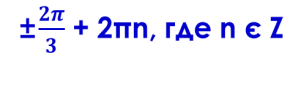 ±2π/3 + 2πn, где n є Z